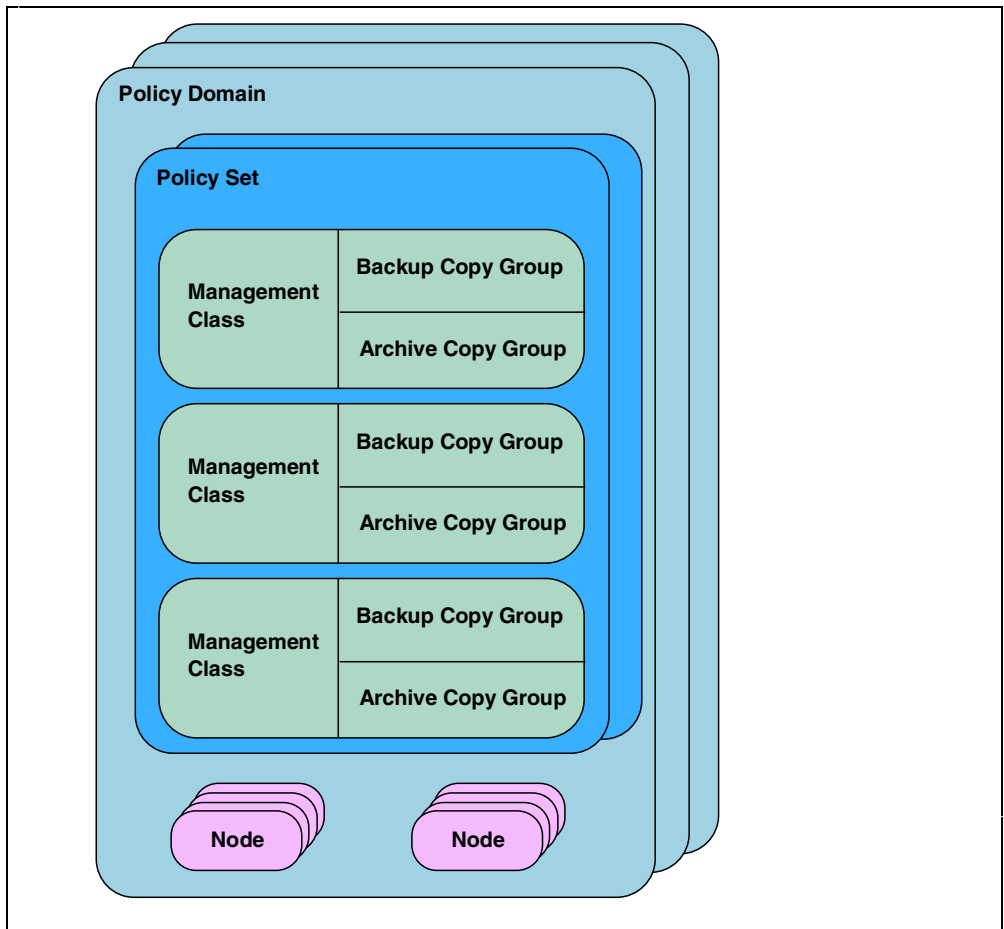 Policy Domain
Policy Set
Management
Class
Backup Copy Group
Archive Copy Group
Management
Class
Backup Copy Group
Archive Copy Group
Management
Class
Backup Copy Group
Archive Copy Group
Node
Node